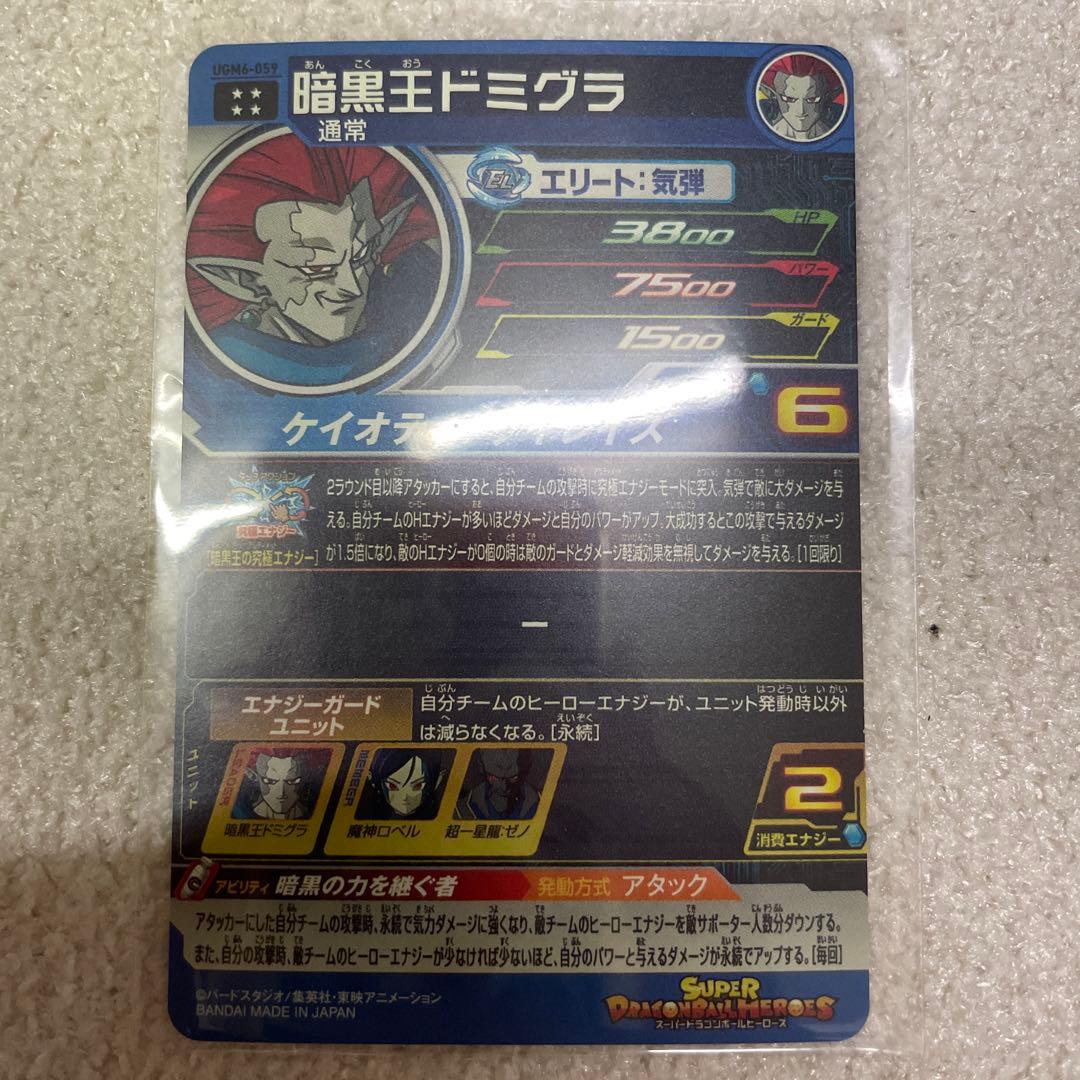 UGM6-059
暗黒王ドミグラ
あん こく おう
通常
EL エリート:気弾
HP
3800
パワー
7500
ガード
1500
6
ケイオ
究極エナジー
[暗黒王の究極エナジー]
2ラウンド目以降アタッカーにすると、自分チームの攻撃時に究極エナジーモードに突入。気弾で敵に大ダメージを与
える。自分チームのHエナジーが多いほどダメージと自分のパワーがアップ。大成功するとこの攻撃で与えるダメージ
が1.5倍になり、敵のHエナジーが0個の時は敵のガードとダメージ軽減効果を無視してダメージを与える。[1回限り]
ー
ユニット
エナジーガード
ユニット
自分チームのヒーローエナジーが、ユニット発動時以外
は減らなくなる。[永続]
LEADER
暗黒王ドミグラ
MEMBER
魔神ロベル
超一星龍:ゼノ
2
消費エナジー
アビリティ 暗黒の力を継ぐ者
発動方式 アタック
アタッカーにした自分チームの攻撃時、永続で気力ダメージに強くなり、敵チームのヒーローエナジーを敵サポーター人数分ダウンする。
また、自分の攻撃時、敵チームのヒーローエナジーが少なければ少ないほど、自分のパワーと与えるダメージが永続でアップする。[毎回]
©バードスタジオ/集英社・東映アニメーション
BANDAI MADE IN JAPAN
SUPER
DRAGONBALL HEROES
スーパードラゴンボールヒーローズ